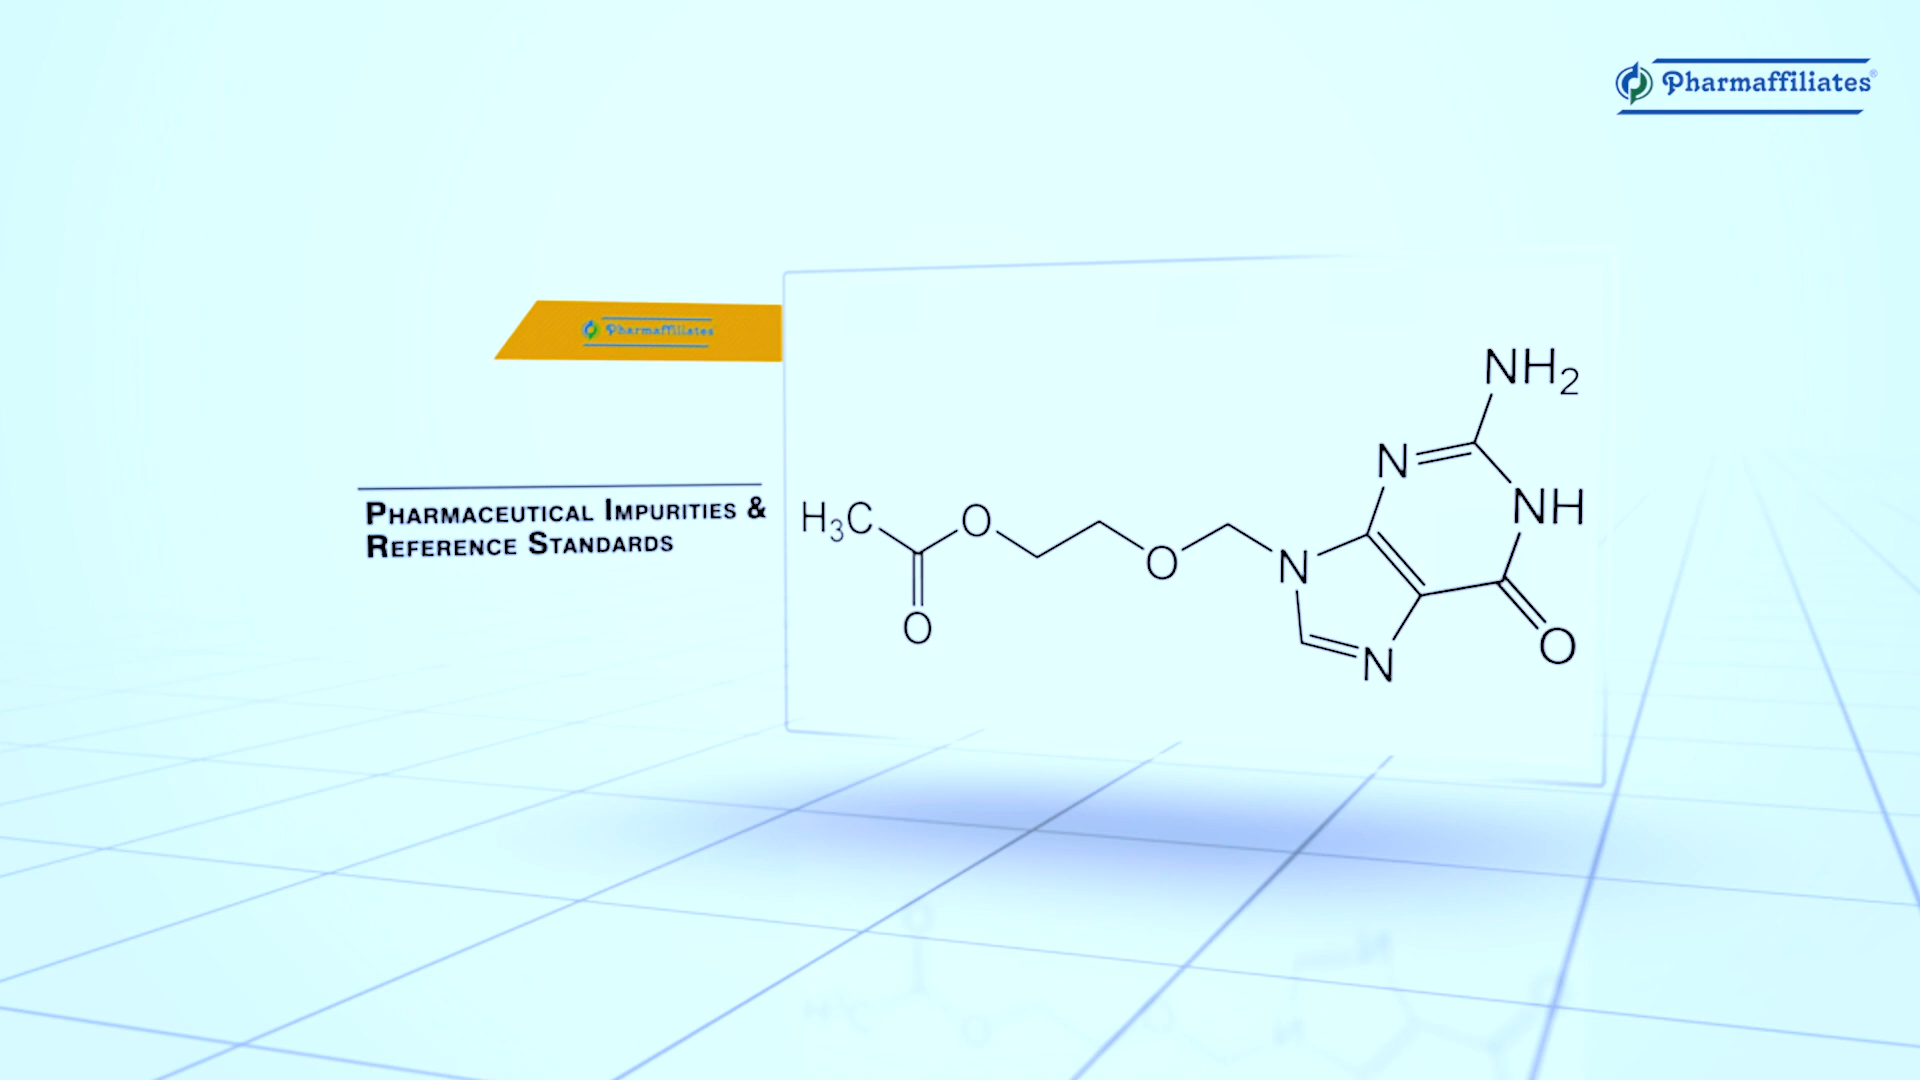 Pharmaffiliates®
Pharmaffiliates
PHARMACEUTICAL IMPURITIES &
REFERENCE STANDARDS
NH2
N
NH
H3C
O
O
N
O
N
O